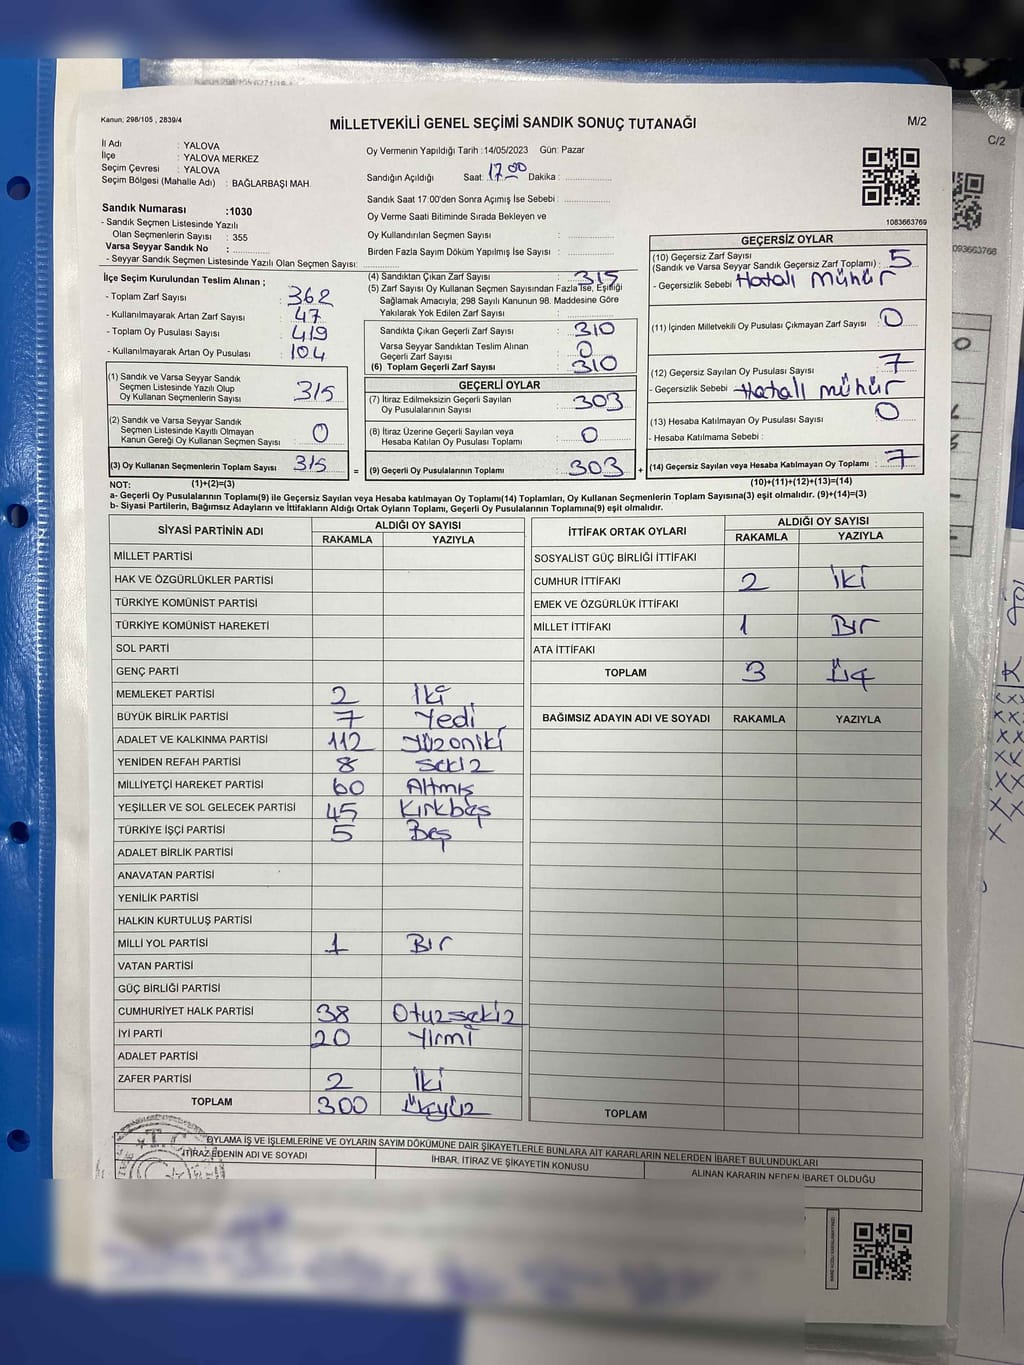 Kanun: 298/105 , 2839/4
MİLLETVEKİLİ GENEL SEÇİMİ SANDIK SONUÇ TUTANAĞI
M/2
C/2
İl Adı : YALOVA
İlçe : YALOVA MERKEZ
Seçim Çevresi : YALOVA
Seçim Bölgesi (Mahalle Adı) : BAĞLARBAŞI MAH.
Oy Vermenin Yapıldığı Tarih :14/05/2023 Gün: Pazar
Sandığın Açıldığı Saat: 17.00 Dakika :
Sandık Saat 17:00'den Sonra Açımış İse Sebebi :
Oy Verme Saati Bitiminde Sırada Bekleyen ve
Oy Kullandırılan Seçmen Sayısı :
Birden Fazla Sayım Döküm Yapılmış İse Sayısı :
1083663769
093663768
Sandık Numarası :1030
- Sandık Seçmen Listesinde Yazılı
Olan Seçmenlerin Sayısı : 355
Varsa Seyyar Sandık No :
- Seyyar Sandık Seçmen Listesinde Yazılı Olan Seçmen Sayısı:
İlçe Seçim Kurulundan Teslim Alınan ;
- Toplam Zarf Sayısı : 362
- Kullanılmayarak Artan Zarf Sayısı : 47
- Toplam Oy Pusulası Sayısı : 419
- Kullanılmayarak Artan Oy Pusulası : 104
(1) Sandık ve Varsa Seyyar Sandık
Seçmen Listesinde Yazılı Olup
Oy Kullanan Seçmenlerin Sayısı : 315
(2) Sandık ve Varsa Seyyar Sandık
Seçmen Listesinde Kayıtlı Olmayan
Kanun Gereği Oy Kullanan Seçmen Sayısı : 0
(3) Oy Kullanan Seçmenlerin Toplam Sayısı : 315
(4) Sandıktan Çıkan Zarf Sayısı : 315
(5) Zarf Sayısı Oy Kullanan Seçmen Sayısından Fazla İse, Eşitliği
Sağlamak Amacıyla; 298 Sayılı Kanunun 98. Maddesine Göre
Yakılarak Yok Edilen Zarf Sayısı :
Sandıkta Çıkan Geçerli Zarf Sayısı : 310
Varsa Seyyar Sandıktan Teslim Alınan
Geçerli Zarf Sayısı : 0
(6) Toplam Geçerli Zarf Sayısı : 310
GEÇERLİ OYLAR
(7) İtiraz Edilmeksizin Geçerli Sayılan
Oy Pusulalarının Sayısı : 303
(8) İtiraz Üzerine Geçerli Sayılan veya
Hesaba Katılan Oy Pusulaları Toplamı : 0
= (9) Geçerli Oy Pusulalarının Toplamı : 303 +
GEÇERSİZ OYLAR
(10) Geçersiz Zarf Sayısı
(Sandık ve Varsa Seyyar Sandık Geçersiz Zarf Toplamı) : 5
- Geçersizlik Sebebi : Hatalı Mühür
(11) İçinden Milletvekili Oy Pusulası Çıkmayan Zarf Sayısı : 0
(12) Geçersiz Sayılan Oy Pusulası Sayısı : 7
- Geçersizlik Sebebi : Hatalı mühür
(13) Hesaba Katılmayan Oy Pusulası Sayısı : 0
- Hesaba Katılmama Sebebi :
(14) Geçersiz Sayılan veya Hesaba Katılmayan Oy Toplamı : 7
NOT: (1)+(2)=(3)
(10)+(11)+(12)+(13)=(14)
a- Geçerli Oy Pusulalarının Toplamı(9) ile Geçersiz Sayılan veya Hesaba katılmayan Oy Toplamı(14) Toplamları, Oy Kullanan Seçmenlerin Toplam Sayısına(3) eşit olmalıdır. (9)+(14)=(3)
b- Siyasi Partilerin, Bağımsız Adayların ve İttifakların Aldığı Ortak Oyların Toplamı, Geçerli Oy Pusulalarının Toplamına(9) eşit olmalıdır.
SİYASİ PARTİNİN ADI ALDIĞI OY SAYISI
RAKAMLA YAZIYLA
MİLLET PARTİSİ
HAK VE ÖZGÜRLÜKLER PARTİSİ
TÜRKİYE KOMÜNİST PARTİSİ
TÜRKİYE KOMÜNİST HAREKETİ
SOL PARTİ
GENÇ PARTİ
MEMLEKET PARTİSİ 2 İki
BÜYÜK BİRLİK PARTİSİ 7 Yedi
ADALET VE KALKINMA PARTİSİ 112 Yüzoniki
YENİDEN REFAH PARTİSİ 8 Sekiz
MİLLİYETÇİ HAREKET PARTİSİ 60 Altmış
YEŞİLLER VE SOL GELECEK PARTİSİ 45 Kırkbeş
TÜRKİYE İŞÇİ PARTİSİ 5 Beş
ADALET BİRLİK PARTİSİ
ANAVATAN PARTİSİ
YENİLİK PARTİSİ
HALKIN KURTULUŞ PARTİSİ
MİLLİ YOL PARTİSİ 1 Bir
VATAN PARTİSİ
GÜÇ BİRLİĞİ PARTİSİ
CUMHURİYET HALK PARTİSİ 38 Otuzsekiz
İYİ PARTİ 20 Yirmi
ADALET PARTİSİ
ZAFER PARTİSİ 2 İki
TOPLAM 300 Üçyüz
İTTİFAK ORTAK OYLARI ALDIĞI OY SAYISI
RAKAMLA YAZIYLA
SOSYALİST GÜÇ BİRLİĞİ İTTİFAKI
CUMHUR İTTİFAKI 2 İki
EMEK VE ÖZGÜRLÜK İTTİFAKI
MİLLET İTTİFAKI 1 Bir
ATA İTTİFAKI
TOPLAM 3 Üç
BAĞIMSIZ ADAYIN ADI VE SOYADI RAKAMLA YAZIYLA
TOPLAM
OYLAMA İŞ VE İŞLEMLERİNE VE OYLARIN SAYIM DÖKÜMÜNE DAİR ŞİKAYETLERLE BUNLARA AİT KARARLARIN NELERDEN İBARET BULUNDUKLARI
İTİRAZ EDENİN ADI VE SOYADI
İHBAR, İTİRAZ VE ŞİKAYETİN KONUSU
ALINAN KARARIN NEDEN İBARET OLDUĞU
T.C.